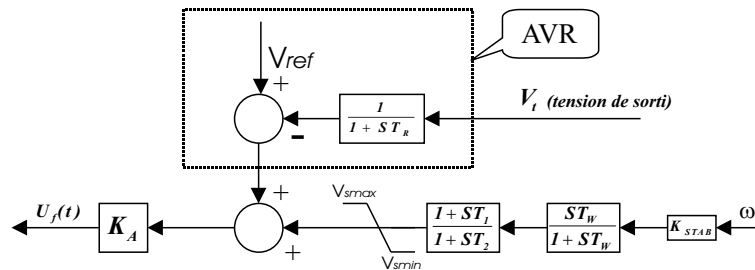 AVR
Vref
+
-
1
1 + ST_R
V_t (tension de sorti)
+
+
U_f(t)
K_A
Vsmax
Vsmin
1 + ST_1
1 + ST_2
ST_W
1 + ST_W
K_STAB
ω